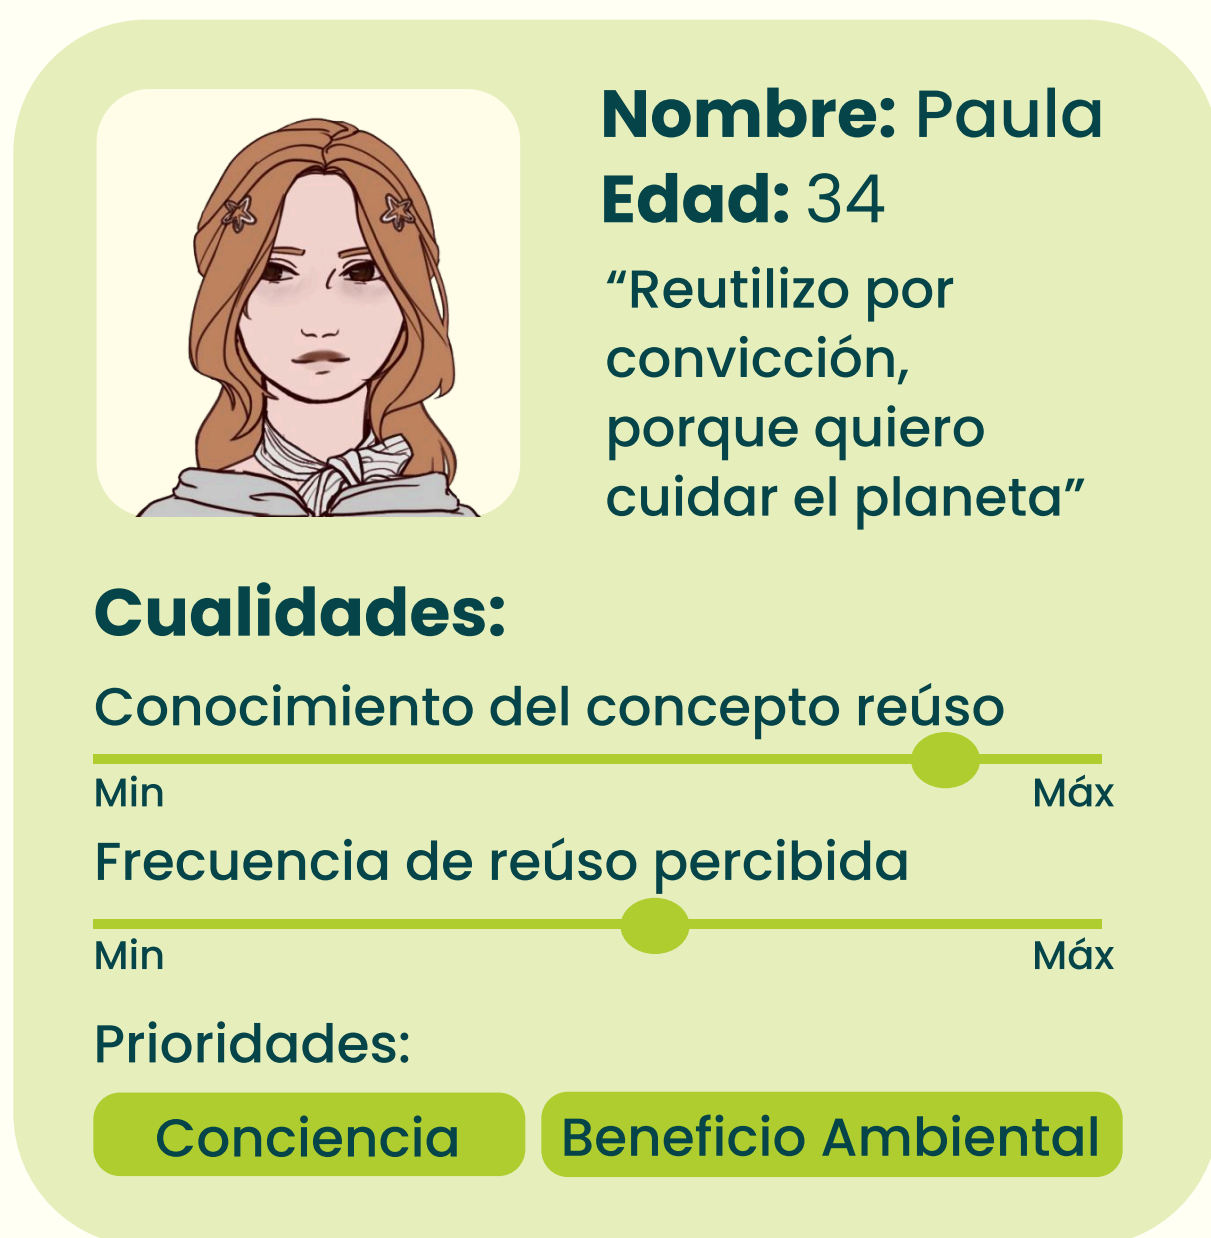 Nombre: Paula
Edad: 34
“Reutilizo por
convicción,
porque quiero
cuidar el planeta”
Cualidades:
Conocimiento del concepto reúso
Min Máx
Frecuencia de reúso percibida
Min Máx
Prioridades:
Conciencia Beneficio Ambiental